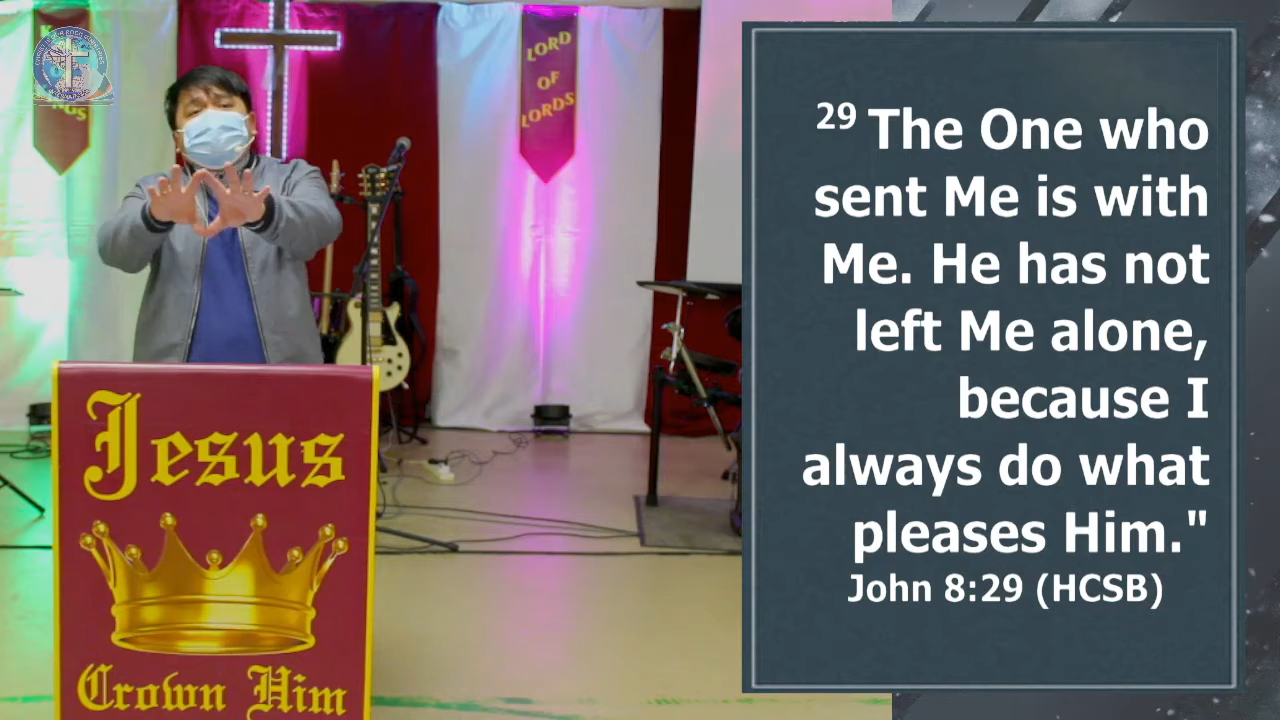 NGS
LORD
OF
LORDS
Jesus
Crown Him
29 The One who
sent Me is with
Me. He has not
left Me alone,
because I
always do what
pleases Him."
John 8:29 (HCSB)